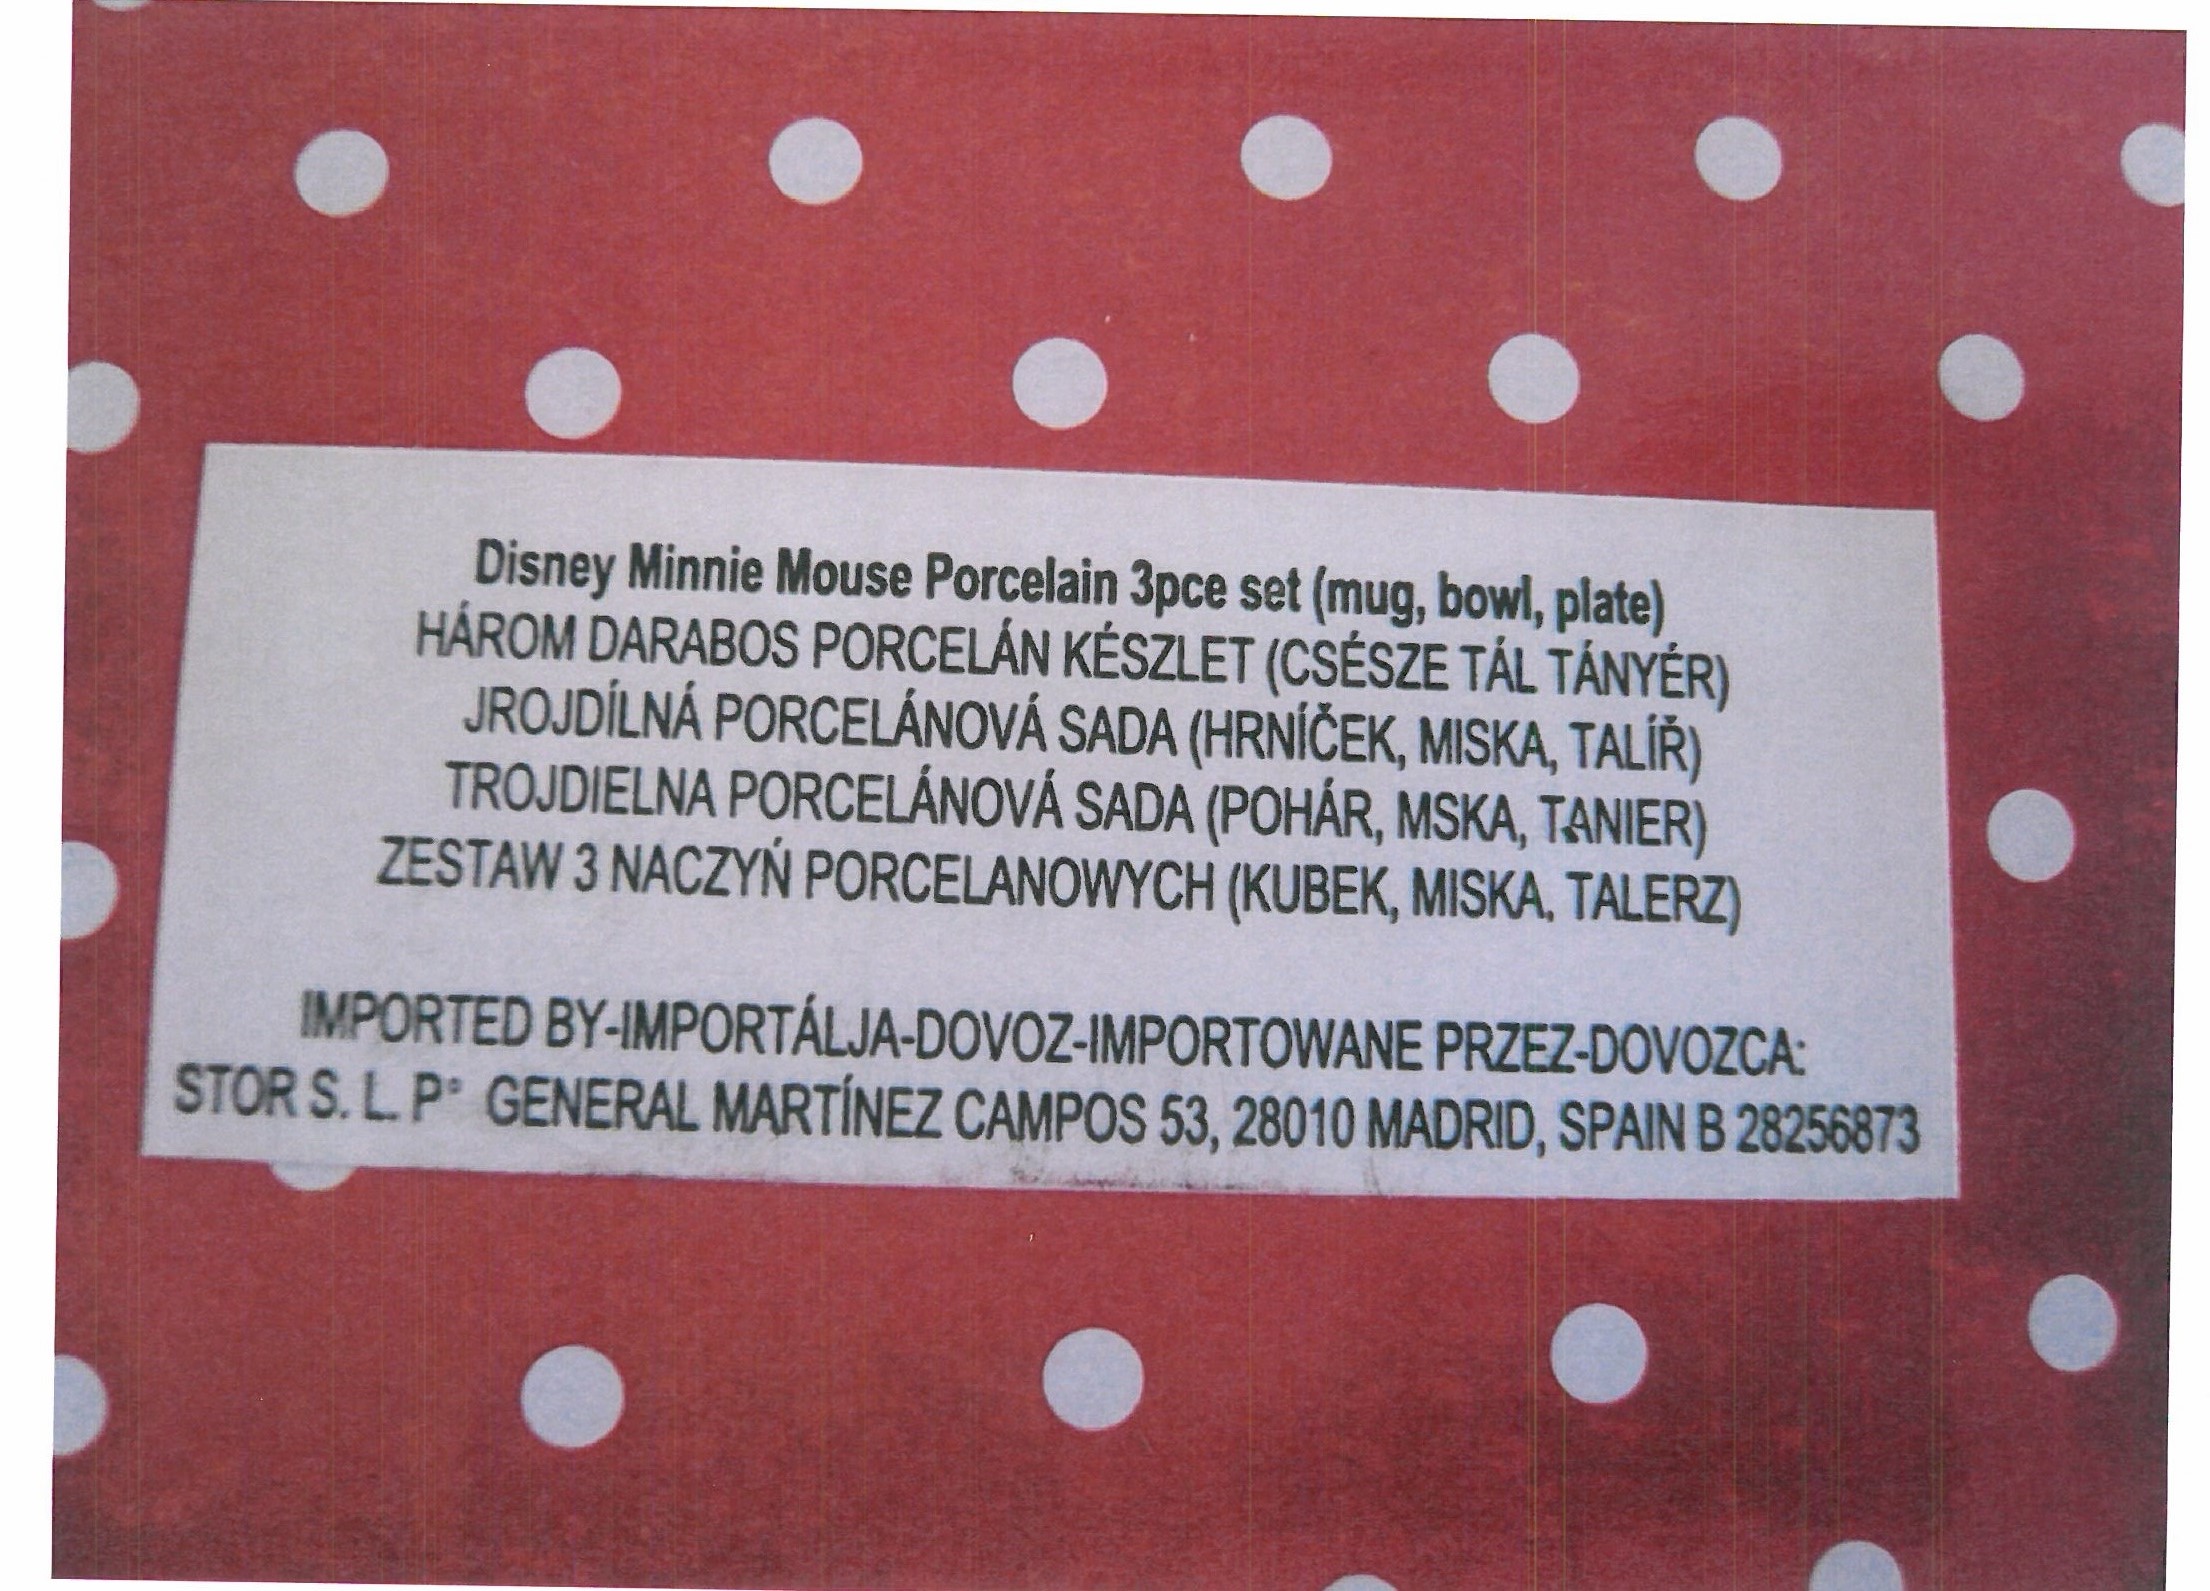 Disney Minnie Mouse Porcelain 3pce set (mug, bowl, plate)
HÁROM DARABOS PORCELÁN KÉSZLET (CSÉSZE TÁL TÁNYÉR)
JROJDÍLNÁ PORCELÁNOVÁ SADA (HRNÍČEK, MISKA, TALÍŘ)
TROJDIELNA PORCELÁNOVÁ SADA (POHÁR, MSKA, TANIER)
ZESTAW 3 NACZYŃ PORCELANOWYCH (KUBEK, MISKA, TALERZ)
IMPORTED BY-IMPORTÁLJA-DOVOZ-IMPORTOWANE PRZEZ-DOVOZCA:
STOR S. L. Pº GENERAL MARTÍNEZ CAMPOS 53, 28010 MADRID, SPAIN B 28256873